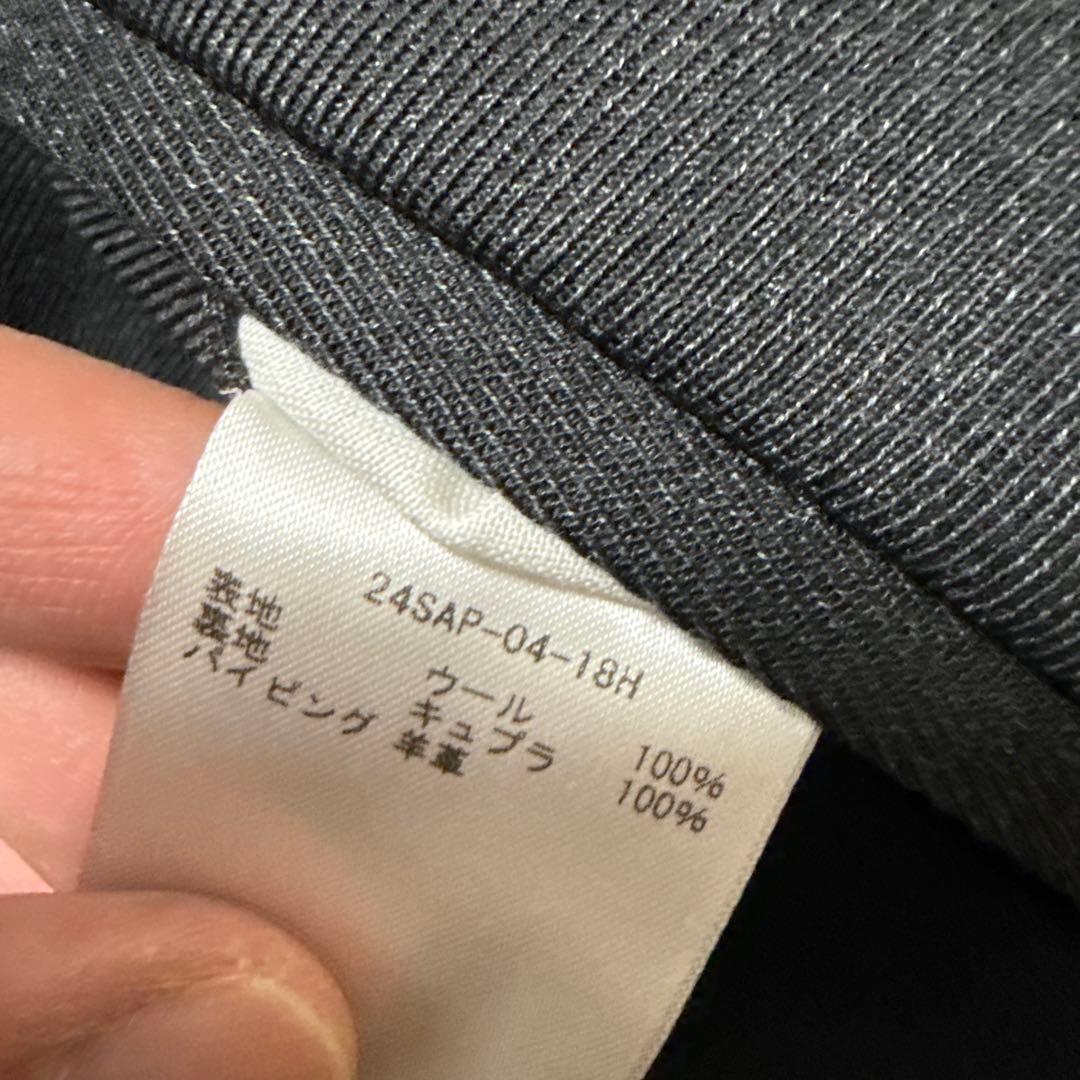 24SAP-04-18H
表地 ウール 100%
裏地 キュプラ 100%
パイピング 羊革